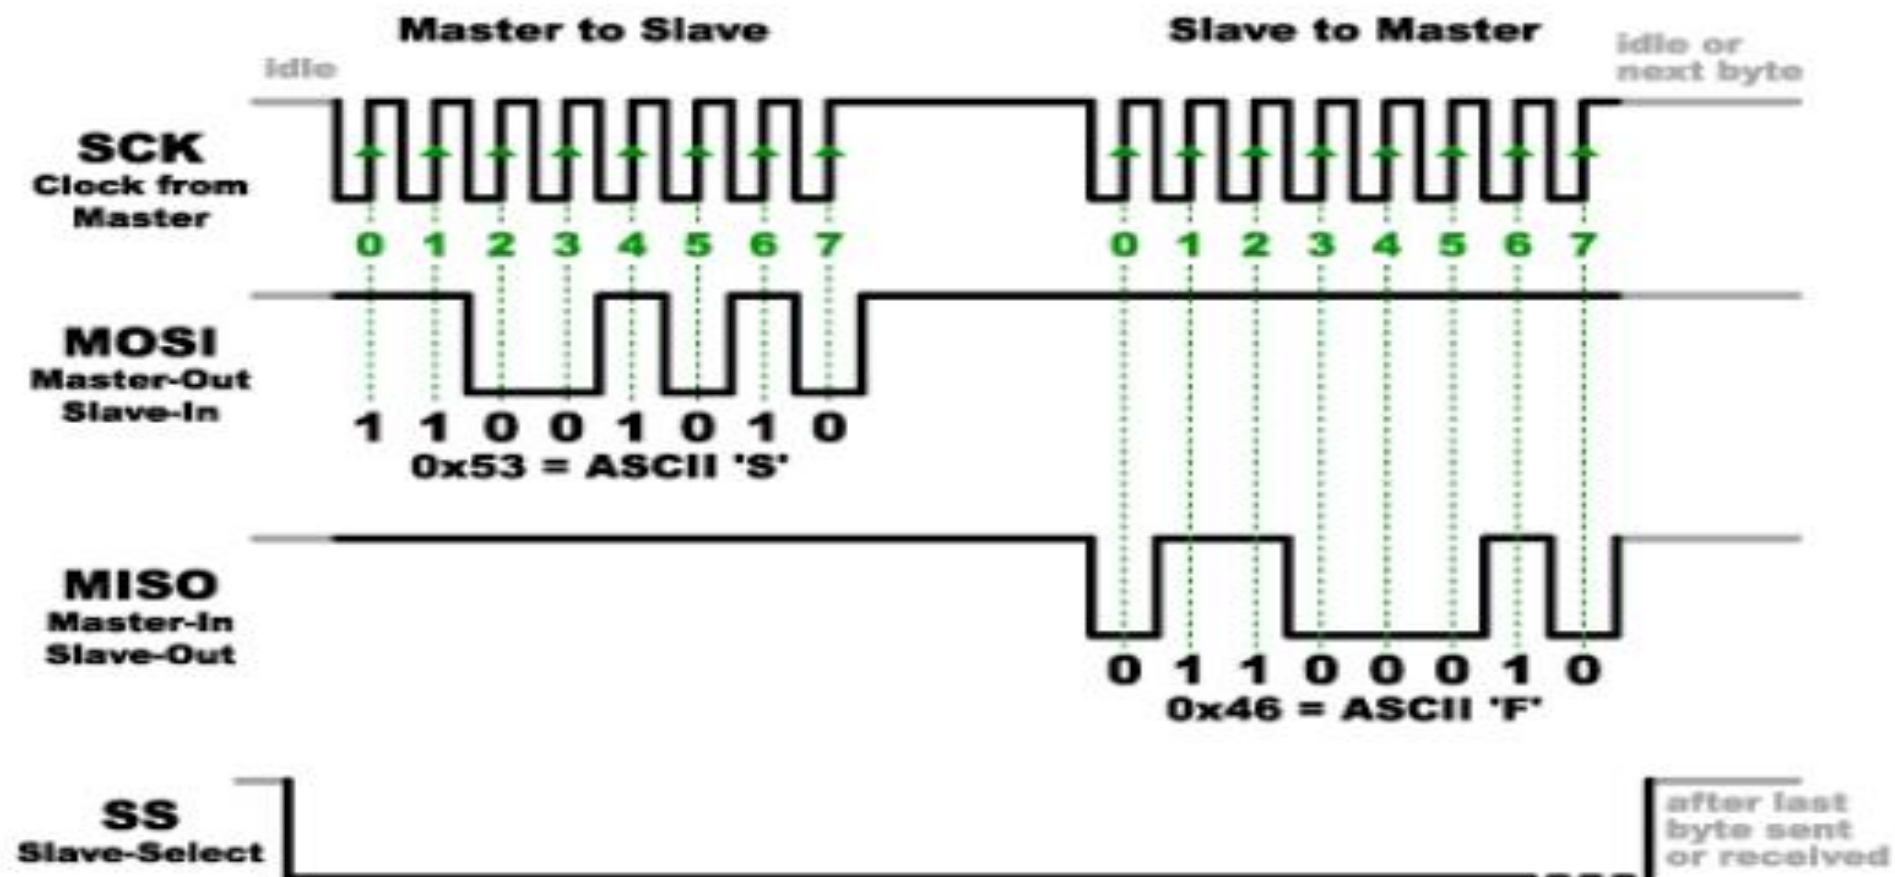 Master to Slave
Slave to Master
idle
idle or
next byte
SCK
Clock from
Master
0 1 2 3 4 5 6 7
0 1 2 3 4 5 6 7
MOSI
Master-Out
Slave-In
1 1 0 0 1 0 1 0
0x53 = ASCII 'S'
MISO
Master-In
Slave-Out
0 1 1 0 0 0 1 0
0x46 = ASCII 'F'
SS
Slave-Select
after last
byte sent
or received